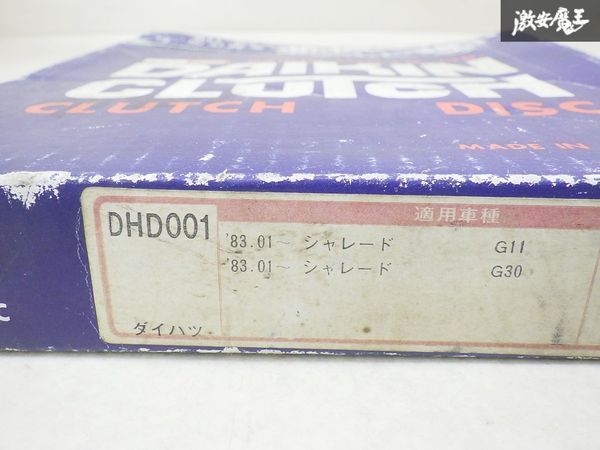 激安魔王
DAIKIN
CLUTCH
CLUTCH DISC
MADE IN
適用車種
DHD001
'83.01～ シャレード G11
'83.01～ シャレード G30
ダイハツ
C